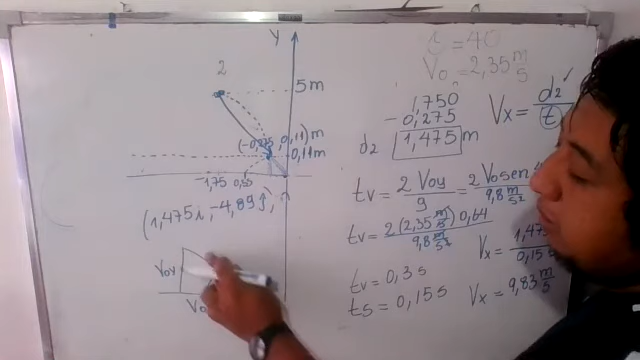 Y
2
5m
(-0,275, 0,11)m
0,11m
-1,75 0,55
(1,475i, -4,89j)
Voy
Vo
θ = 40
Vo = 2,35 m/s
1,750
- 0,275
d2 1,475 m
Vx = d2/t
tv = 2 Voy/g = 2 Vo sen/9,8 m/s²
tv = 2(2,35 m/s) 0,64/9,8 m/s²
Vx = 1,47/0,15 s
tv = 0,3 s
ts = 0,15 s
Vx = 9,83 m/s